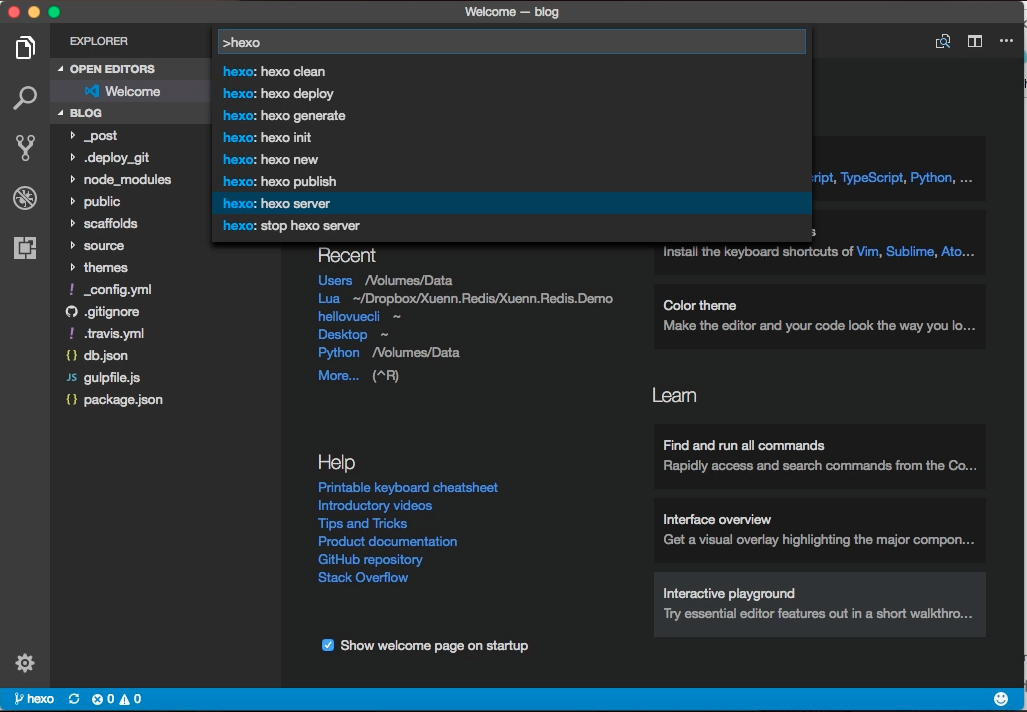 Welcome — blog
EXPLORER
OPEN EDITORS
Welcome
BLOG
_post
.deploy_git
node_modules
public
scaffolds
source
themes
! _config.yml
.gitignore
! .travis.yml
{} db.json
JS gulpfile.js
{} package.json
>hexo
hexo: hexo clean
hexo: hexo deploy
hexo: hexo generate
hexo: hexo init
hexo: hexo new
hexo: hexo publish
hexo: hexo server
hexo: stop hexo server
Recent
Users /Volumes/Data
Lua ~/Dropbox/Xuenn.Redis/Xuenn.Redis.Demo
hellovuecli ~
Desktop ~
Python /Volumes/Data
More... (^R)
Help
Printable keyboard cheatsheet
Introductory videos
Tips and Tricks
Product documentation
GitHub repository
Stack Overflow
Show welcome page on startup
TypeScript, Python, ...
Install the keyboard shortcuts of Vim, Sublime, Ato...
Color theme
Make the editor and your code look the way you lo...
Learn
Find and run all commands
Rapidly access and search commands from the Co...
Interface overview
Get a visual overlay highlighting the major compon...
Interactive playground
Try essential editor features out in a short walkthro...
hexo
0
0